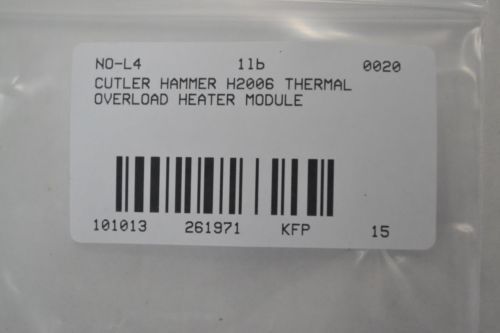 NO-L4 1lb 0020
CUTLER HAMMER H2006 THERMAL
OVERLOAD HEATER MODULE
101013 261971 KFP 15